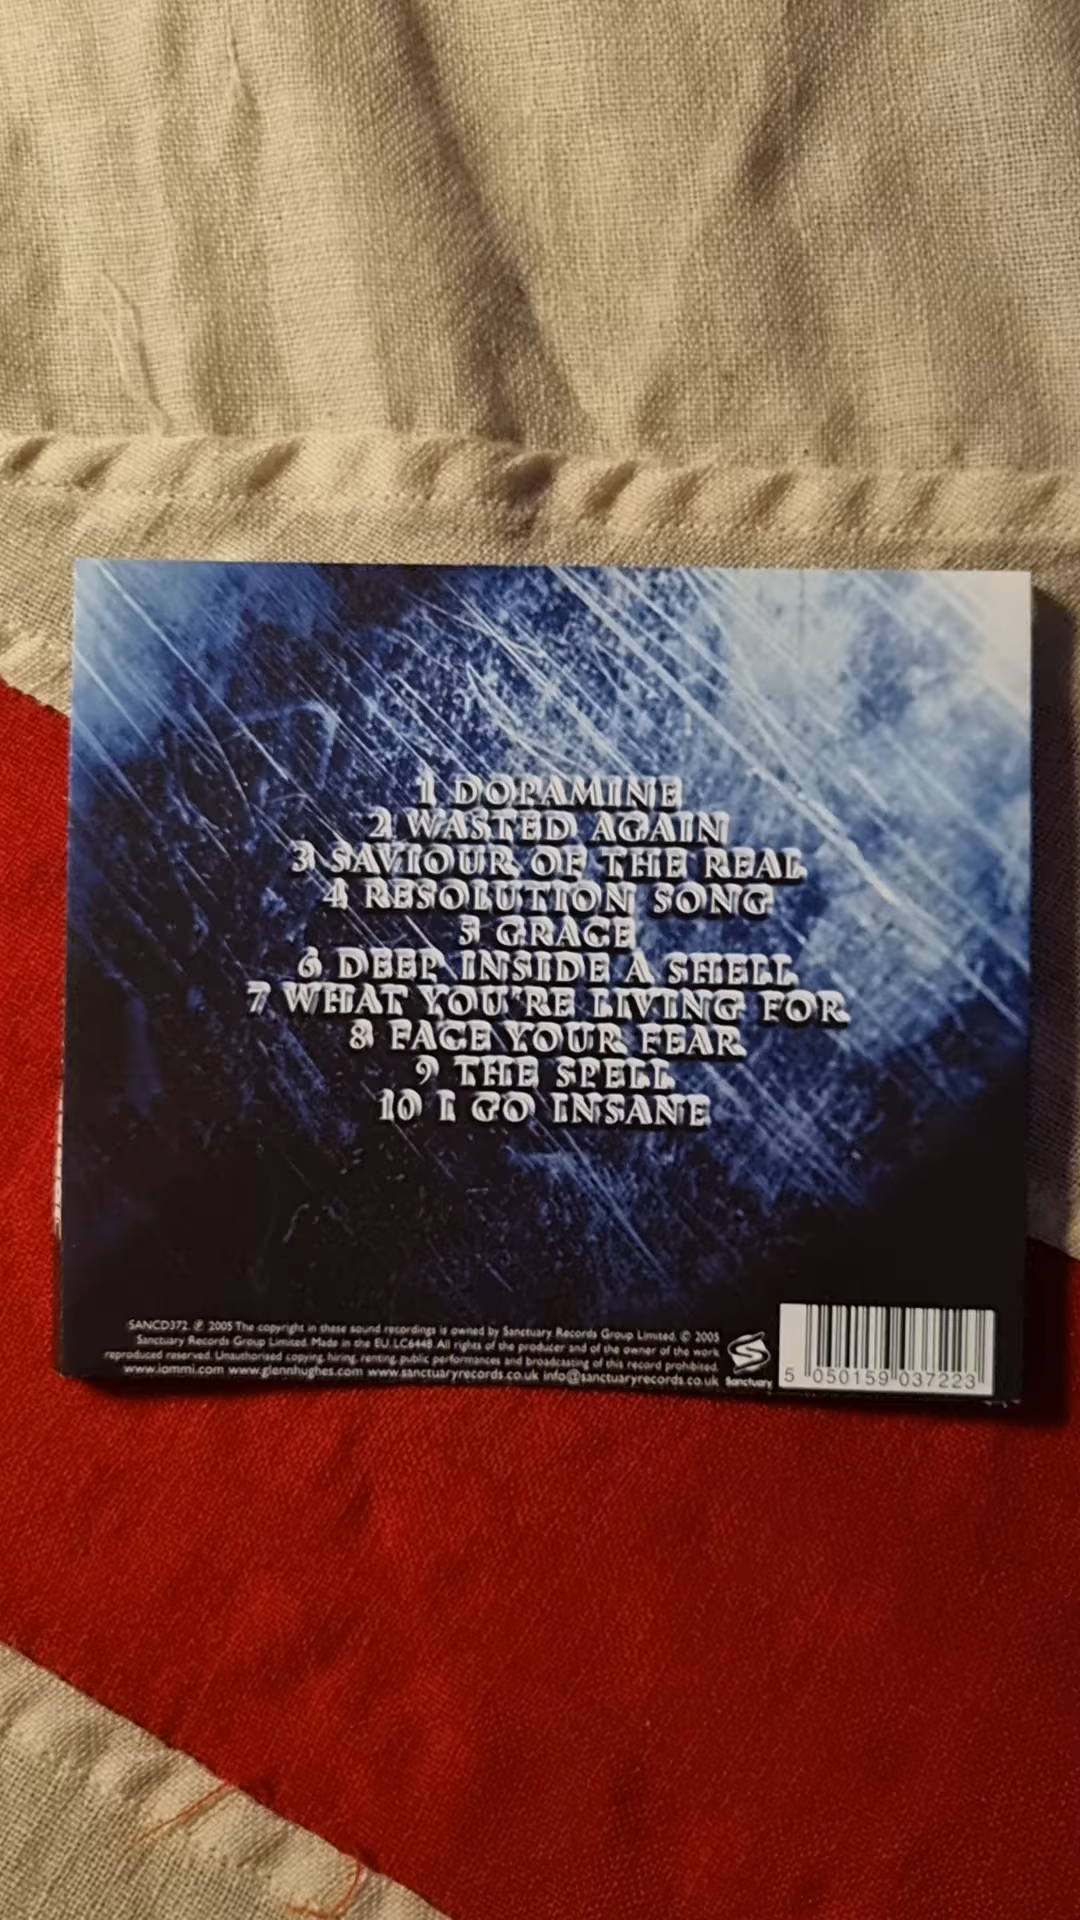 1 DOPAMINE
2 WASTED AGAIN
3 SAVIOUR OF THE REAL
4 RESOLUTION SONG
5 GRACE
6 DEEP INSIDE A SHELL
7 WHAT YOU'RE LIVING FOR
8 FACE YOUR FEAR
9 THE SPELL
10 I GO INSANE
SANCD372. ℗ 2005 The copyright in these sound recordings is owned by Sanctuary Records Group Limited. © 2005
Sanctuary Records Group Limited. Made in the EU. LC6448. All rights of the producer and of the owner of the work
reproduced reserved. Unauthorised copying, hiring, renting, public performances and broadcasting of this record prohibited.
www.iommi.com www.glennhughes.com www.sanctuaryrecords.co.uk info@sanctuaryrecords.co.uk
Sanctuary
5 050159 037223